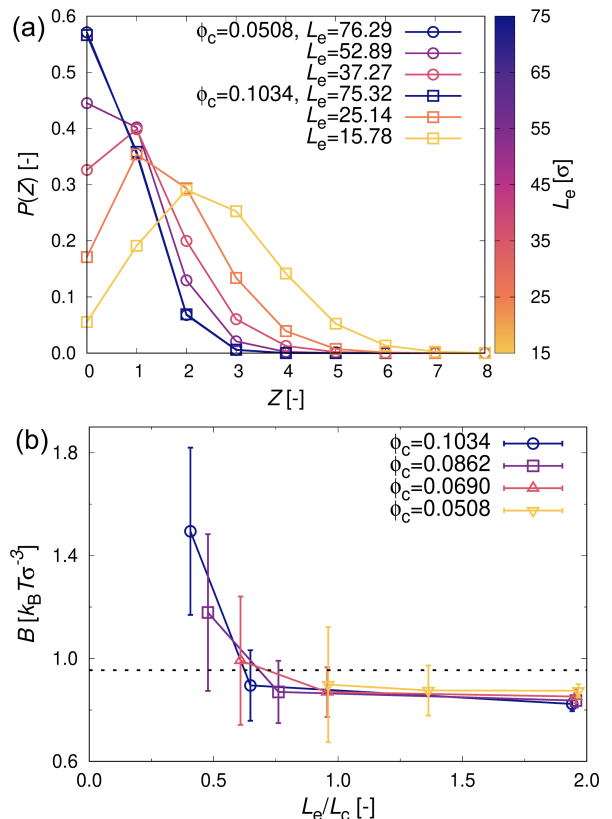 (a)
P(Z) [-]
0.6
0.5
0.4
0.3
0.2
0.1
0.0
ϕc=0.0508, Le=76.29
Le=52.89
Le=37.27
ϕc=0.1034, Le=75.32
Le=25.14
Le=15.78
0 1 2 3 4 5 6 7 8
Z [-]
75
65
55
45
35
25
15
Le [σ]
(b)
B [kBTσ⁻³]
1.8
1.4
1.0
0.6
ϕc=0.1034
ϕc=0.0862
ϕc=0.0690
ϕc=0.0508
0.0 0.5 1.0 1.5 2.0
Le/Lc [-]